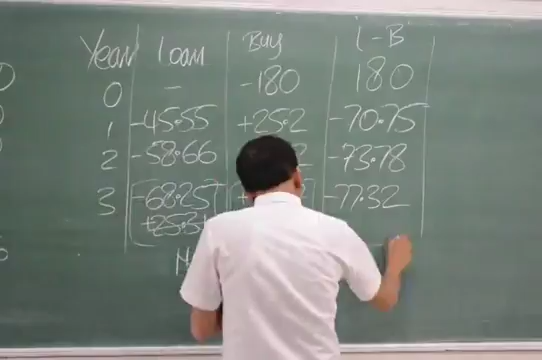 Year Loan Buy L-B
0 - -180 180
1 -45.55 +25.2 -70.75
2 -58.66 -73.78
3 -68.25 -77.32